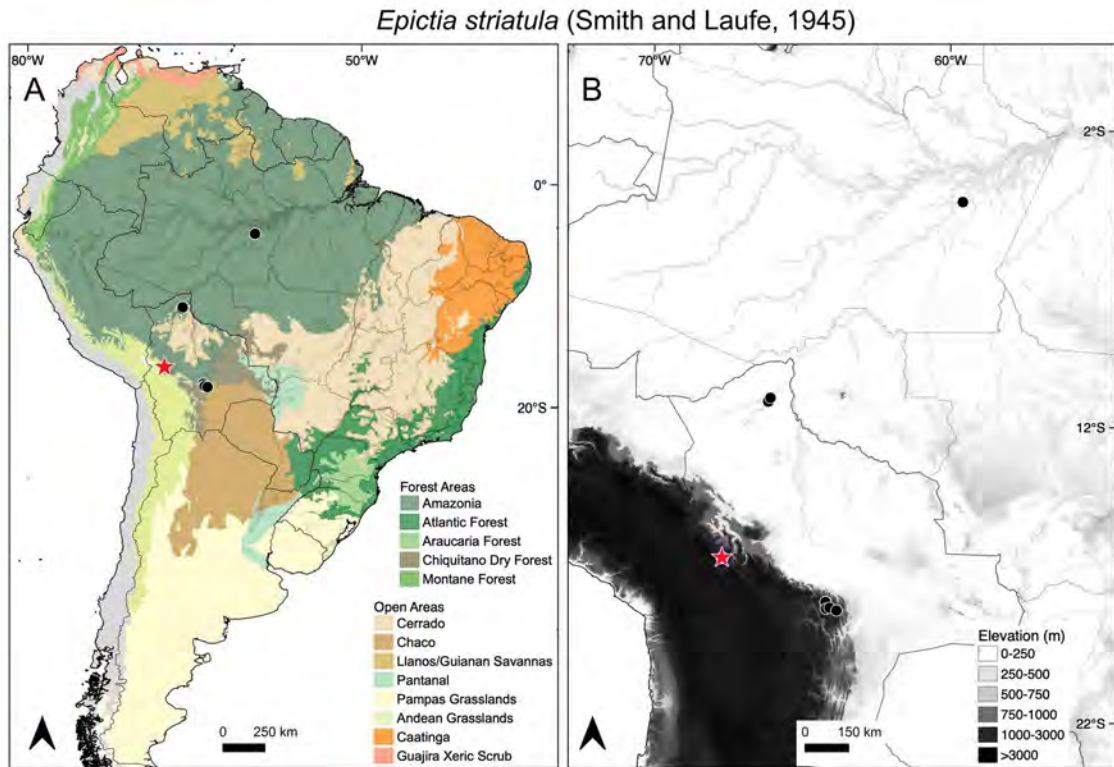 Epictia striatula (Smith and Laufe, 1945)
80°W
50°W
A
0°
20°S
Forest Areas
Amazonia
Atlantic Forest
Araucaria Forest
Chiquitano Dry Forest
Montane Forest
Open Areas
Cerrado
Chaco
Llanos/Guianan Savannas
Pantanal
Pampas Grasslands
Andean Grasslands
Caatinga
Guajira Xeric Scrub
0 250 km
70°W
60°W
B
2°S
12°S
22°S
Elevation (m)
0-250
250-500
500-750
750-1000
1000-3000
>3000
0 150 km